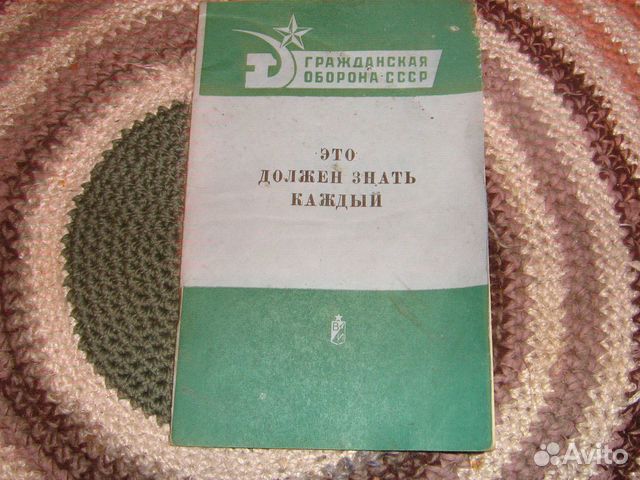 ГРАЖДАНСКАЯ
ОБОРОНА·СССР
ЭТО
ДОЛЖЕН ЗНАТЬ
КАЖДЫЙ
Avito